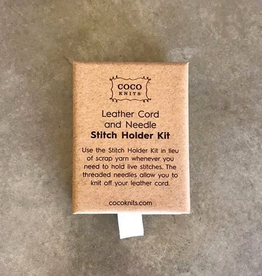 COCO
KNITS
Leather Cord
and Needle
Stitch Holder Kit
Use the Stitch Holder Kit in lieu
of scrap yarn whenever you
need to hold live stitches. The
threaded needles allow you to
knit off your leather cord.
cocoknits.com